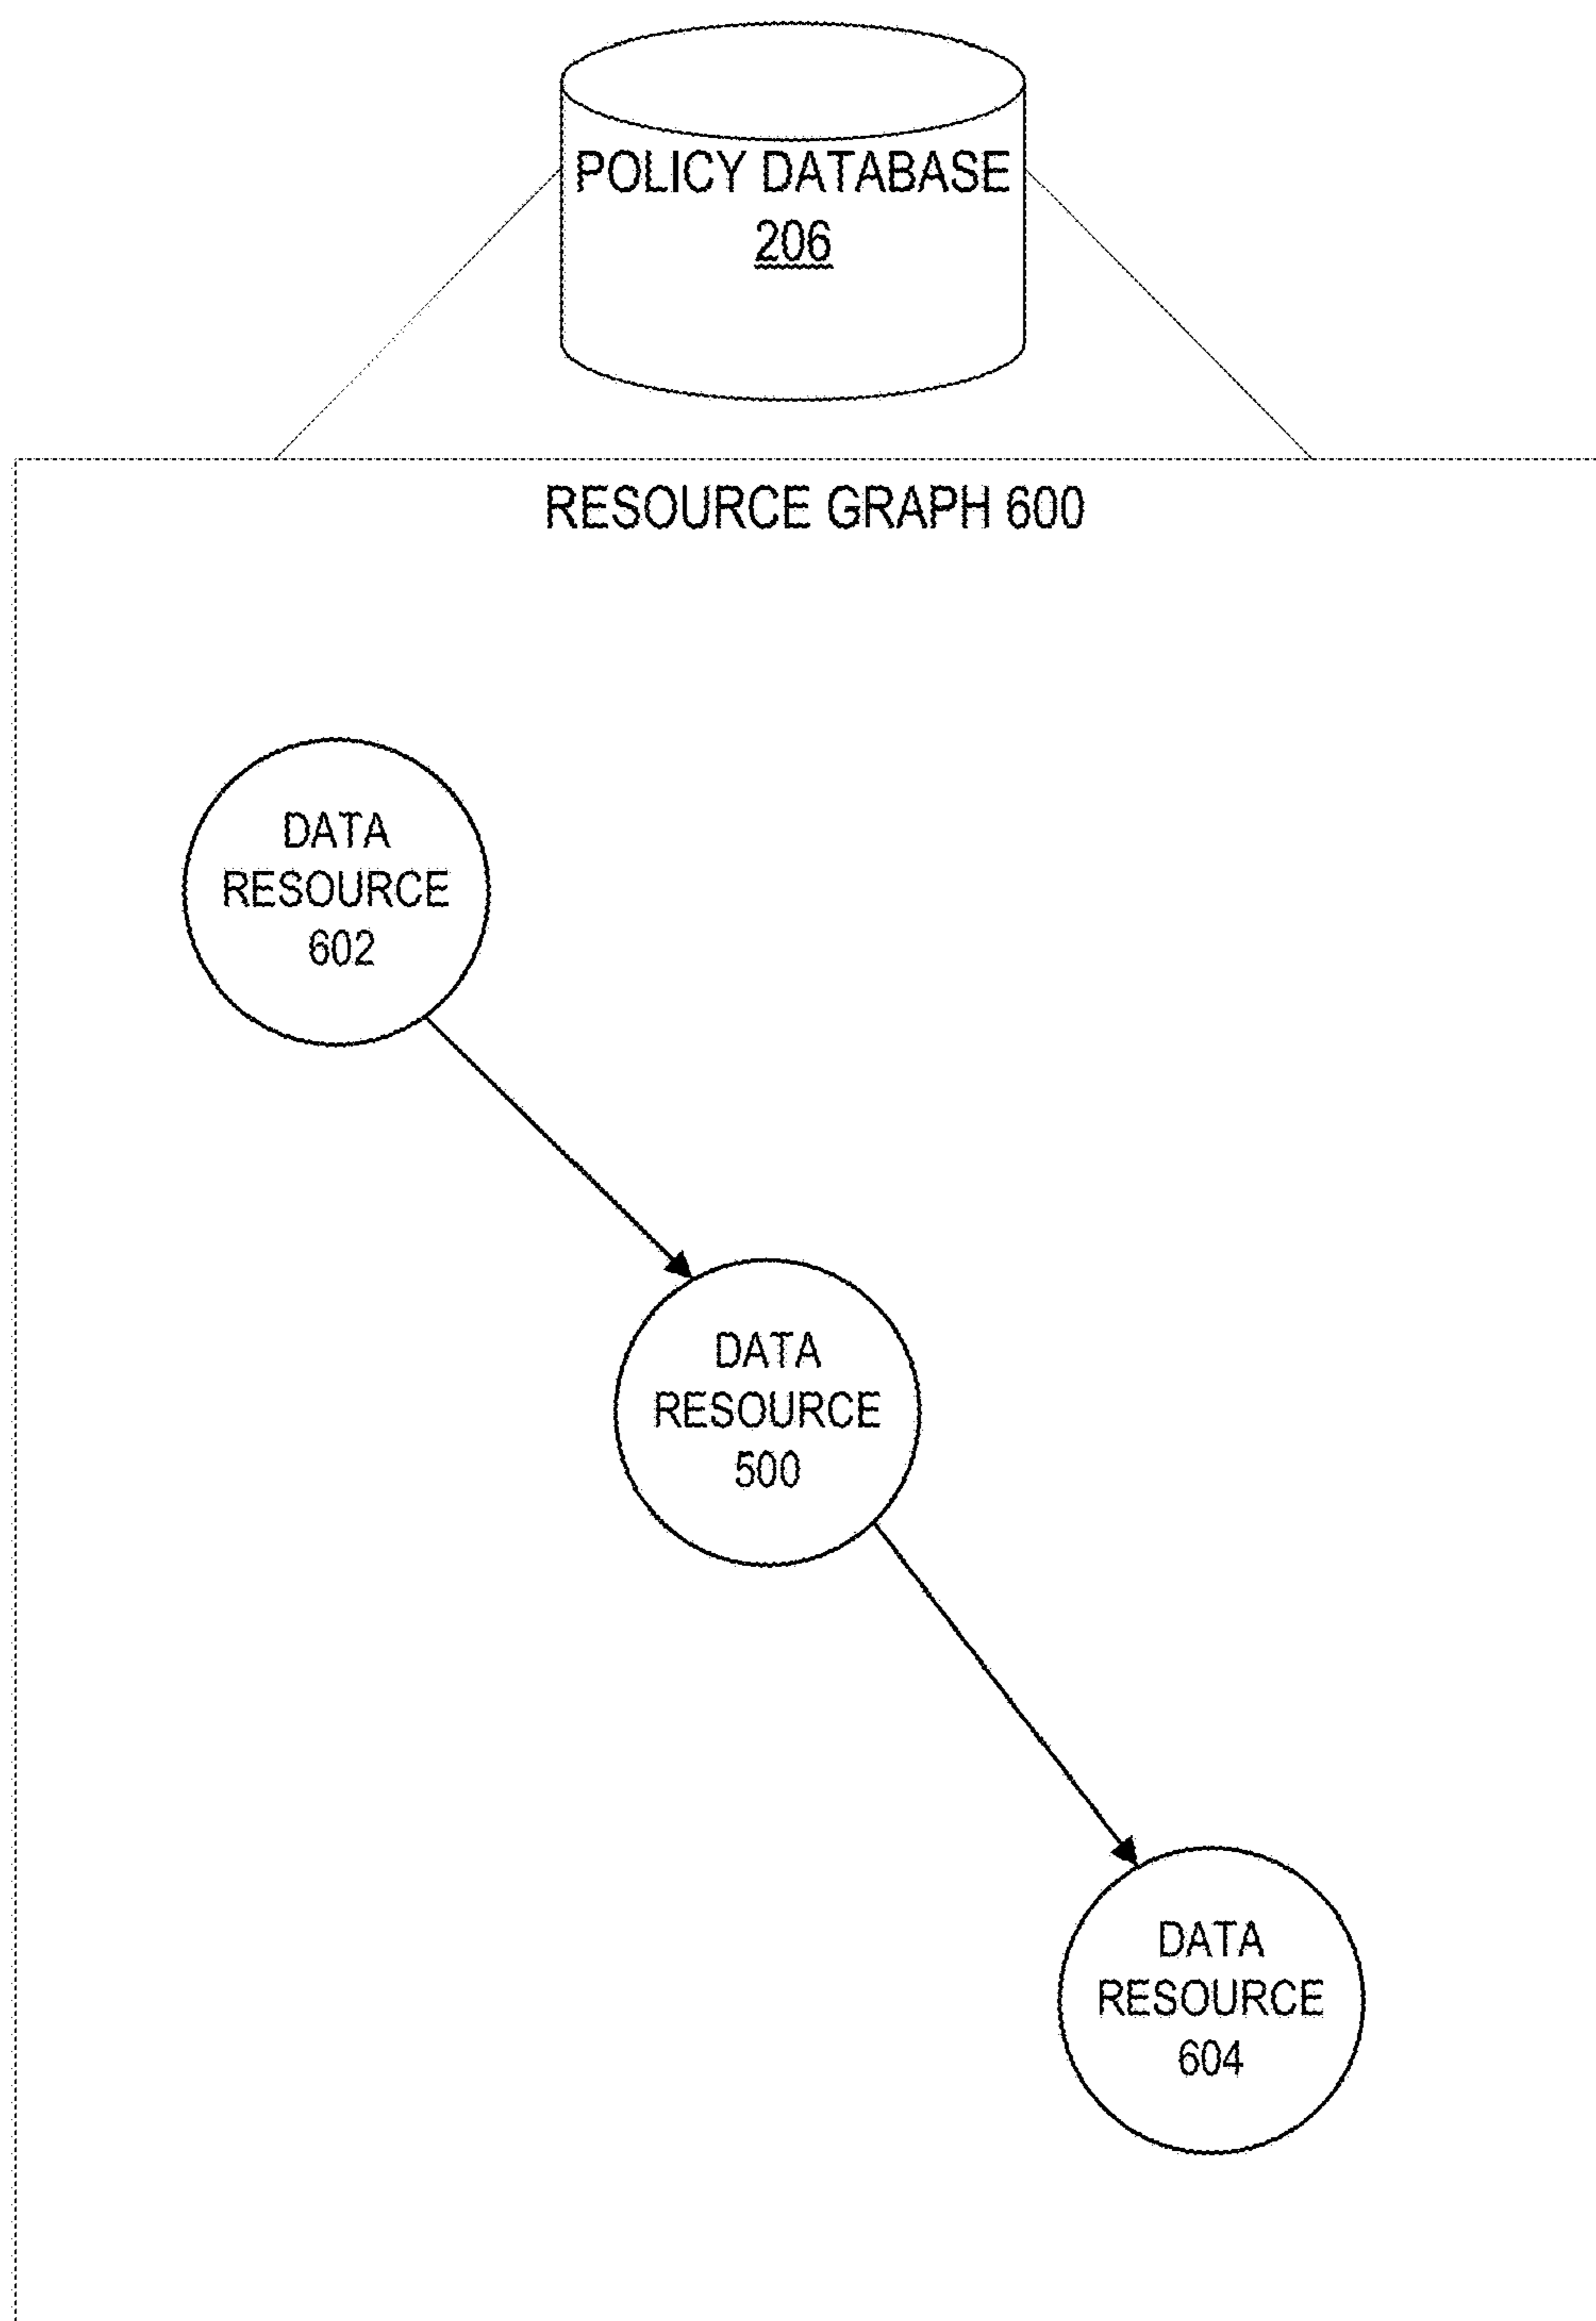 POLICY DATABASE
206
RESOURCE GRAPH 600
DATA
RESOURCE
602
DATA
RESOURCE
500
DATA
RESOURCE
604